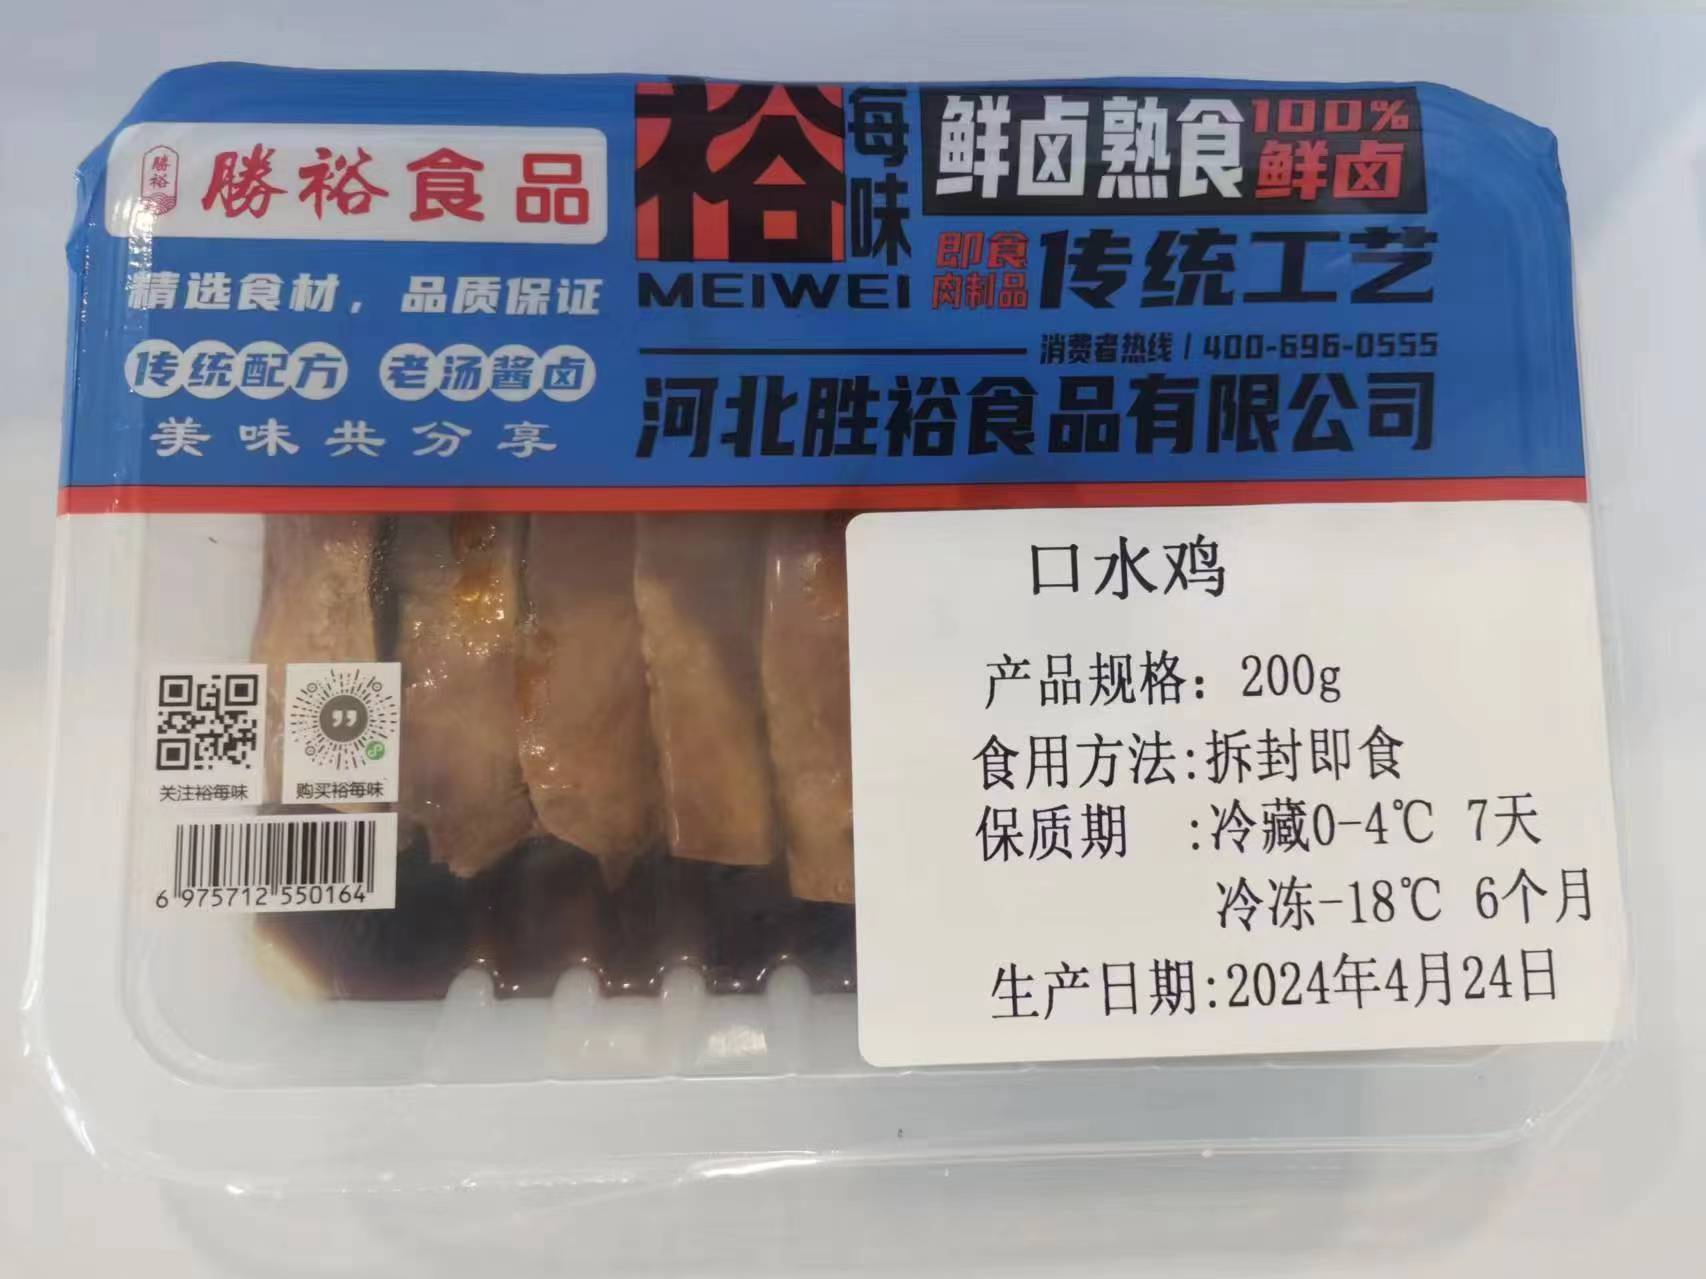 勝裕
勝裕食品
精选食材，品质保证
传统配方 老汤酱卤
美味共分享
裕每味
MEIWEI
鲜卤熟食
100%
鲜卤
即食
肉制品
传统工艺
消费者热线 | 400-696-0555
河北胜裕食品有限公司
口水鸡
产品规格：200g
食用方法:拆封即食
保质期 :冷藏0-4℃ 7天
冷冻-18℃ 6个月
生产日期:2024年4月24日
关注裕每味
购买裕每味
6 975712 550164